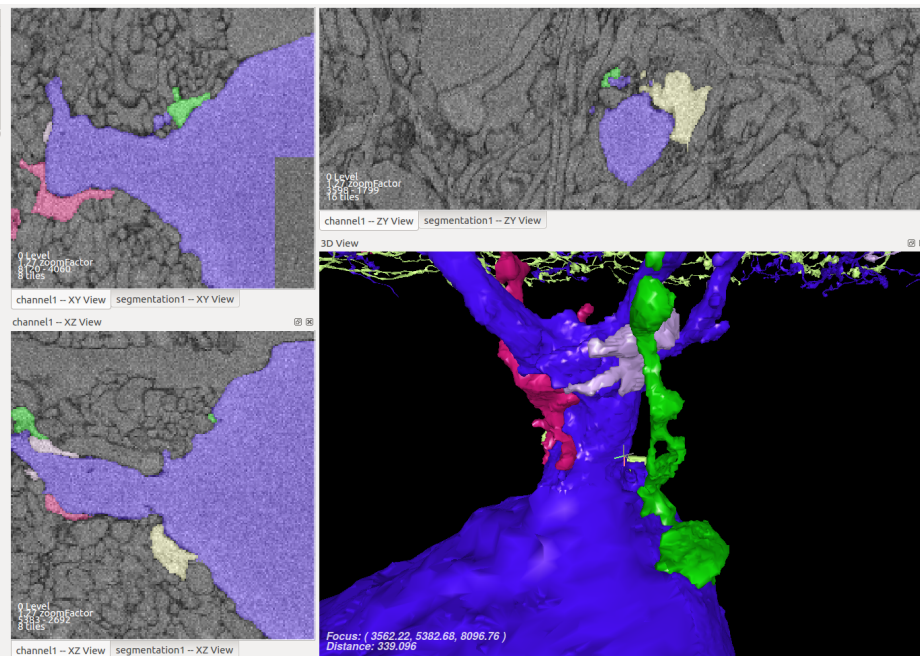 0 Level
1.27 zoomFactor
8120 - 4060
8 tiles
channel1 -- XY View
segmentation1 -- XY View
0 Level
1.27 zoomFactor
3598 - 1799
16 tiles
channel1 -- ZY View
segmentation1 -- ZY View
channel1 -- XZ View
0 Level
1.27 zoomFactor
5383 - 2692
8 tiles
channel1 -- XZ View
segmentation1 -- XZ View
3D View
Focus: ( 3562.22, 5382.68, 8096.76 )
Distance: 339.096